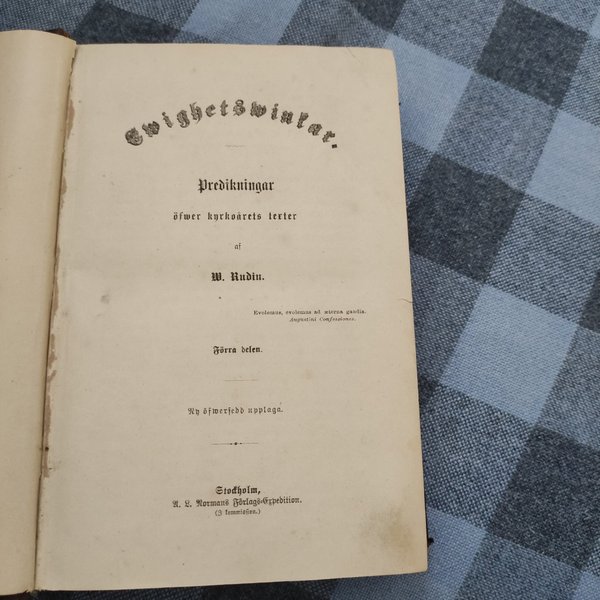 Ewighetswinkar.
Predikningar
öfwer kyrkoårets texter
af
W. Rudin.
Evolemus, evolemus ad æterna gaudia.
Augustini Confessiones.
Förra delen.
Ny öfwersedd upplaga.
Stockholm,
A. L. Normans Förlags-Expedition.
(I kommission.)